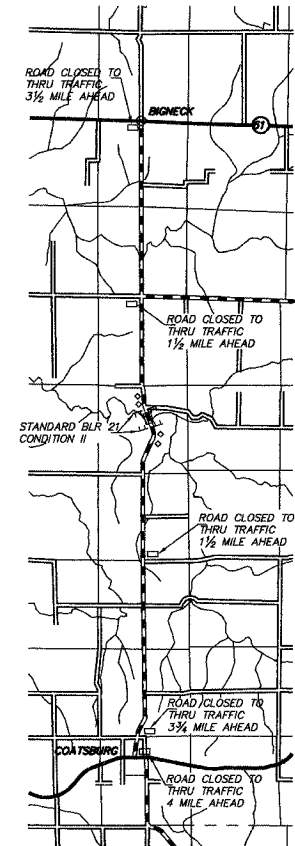 ROAD CLOSED TO
THRU TRAFFIC
3½ MILE AHEAD
BIGNECK
61
ROAD CLOSED TO
THRU TRAFFIC
1½ MILE AHEAD
STANDARD BLR 21
CONDITION II
ROAD CLOSED TO
THRU TRAFFIC
1½ MILE AHEAD
ROAD CLOSED TO
THRU TRAFFIC
3¾ MILE AHEAD
COATSBURG
ROAD CLOSED TO
THRU TRAFFIC
4 MILE AHEAD